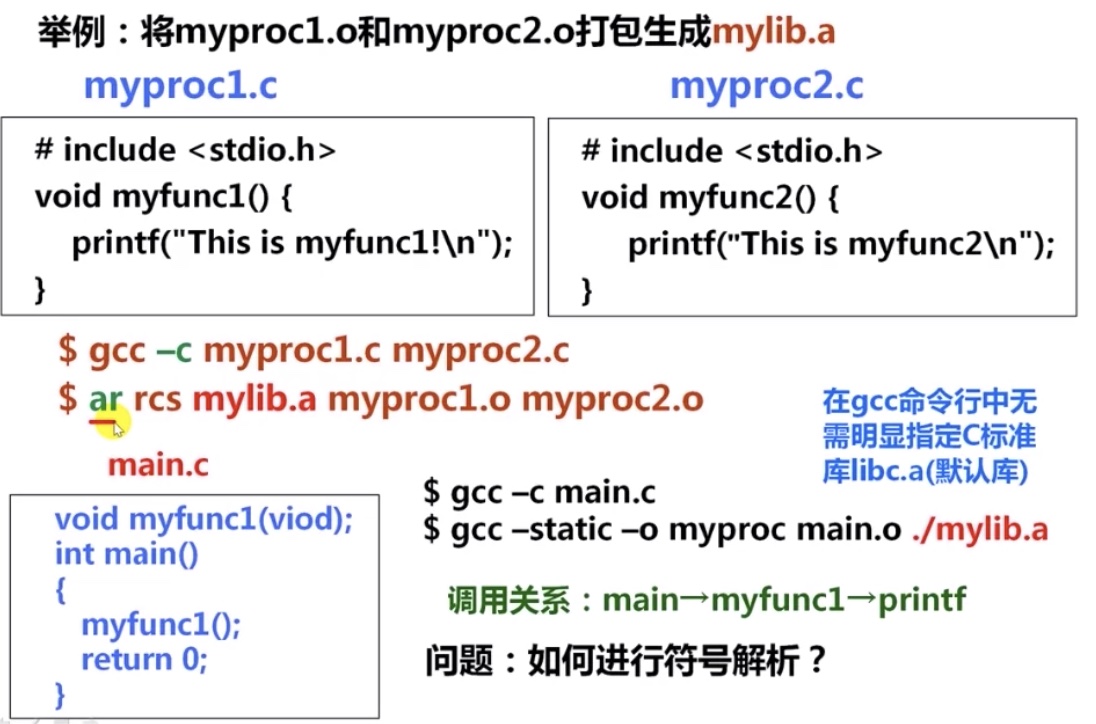 举例：将myproc1.o和myproc2.o打包生成mylib.a
myproc1.c
# include <stdio.h>
void myfunc1() {
printf("This is myfunc1!\n");
}
myproc2.c
# include <stdio.h>
void myfunc2() {
printf("This is myfunc2\n");
}
$ gcc –c myproc1.c myproc2.c
$ ar rcs mylib.a myproc1.o myproc2.o
在gcc命令行中无
需明显指定C标准
库libc.a(默认库)
main.c
void myfunc1(viod);
int main()
{
myfunc1();
return 0;
}
$ gcc –c main.c
$ gcc –static –o myproc main.o ./mylib.a
调用关系：main→myfunc1→printf
问题：如何进行符号解析？